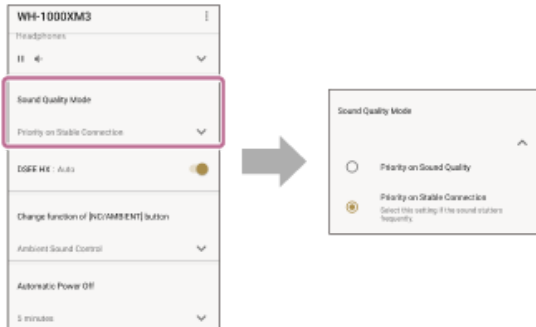 WH-1000XM3
Headphones
Sound Quality Mode
Priority on Stable Connection
DSEE HX : Auto
Change function of [NC/AMBIENT] button
Ambient Sound Control
Automatic Power Off
5 minutes
Sound Quality Mode
Priority on Sound Quality
Priority on Stable Connection
Select this setting if the sound stutters
frequently.